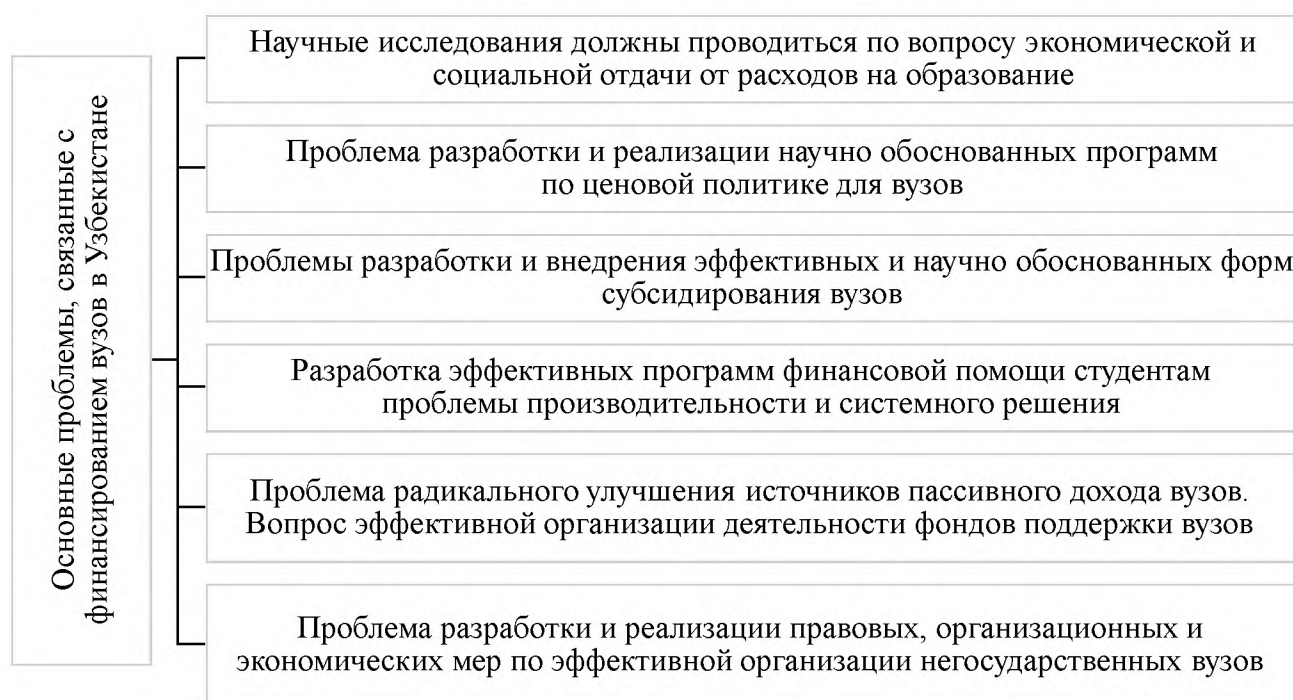 Основные проблемы, связанные с
финансированием вузов в Узбекистане
Научные исследования должны проводиться по вопросу экономической и
социальной отдачи от расходов на образование
Проблема разработки и реализации научно обоснованных программ
по ценовой политике для вузов
Проблемы разработки и внедрения эффективных и научно обоснованных форм
субсидирования вузов
Разработка эффективных программ финансовой помощи студентам
проблемы производительности и системного решения
Проблема радикального улучшения источников пассивного дохода вузов.
Вопрос эффективной организации деятельности фондов поддержки вузов
Проблема разработки и реализации правовых, организационных и
экономических мер по эффективной организации негосударственных вузов